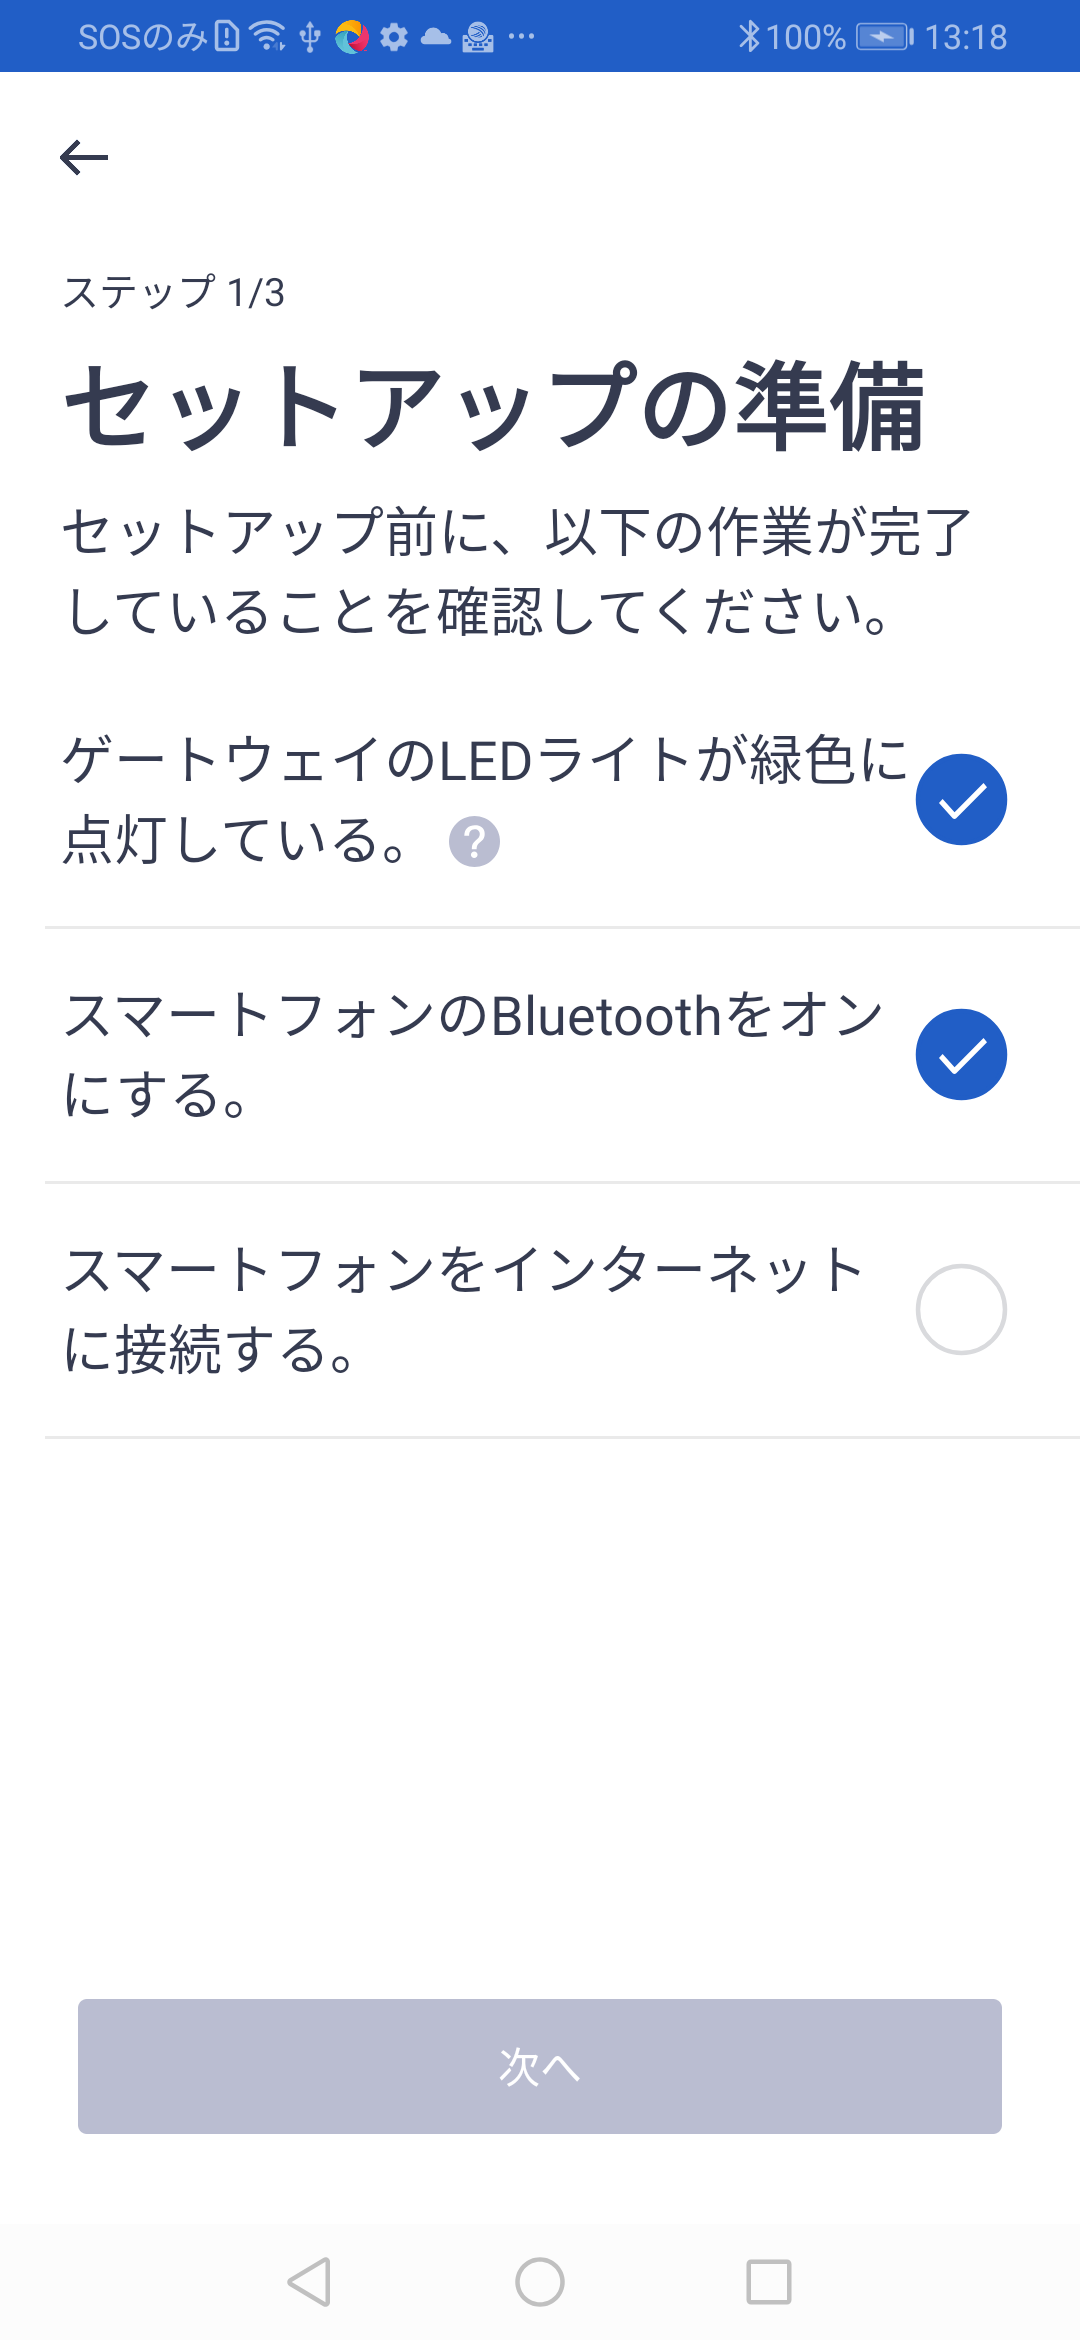 SOSのみ 100% 13:18
ステップ 1/3
セットアップの準備
セットアップ前に、以下の作業が完了
していることを確認してください。
ゲートウェイのLEDライトが緑色に
点灯している。 ?
スマートフォンのBluetoothをオン
にする。
スマートフォンをインターネット
に接続する。
次へ